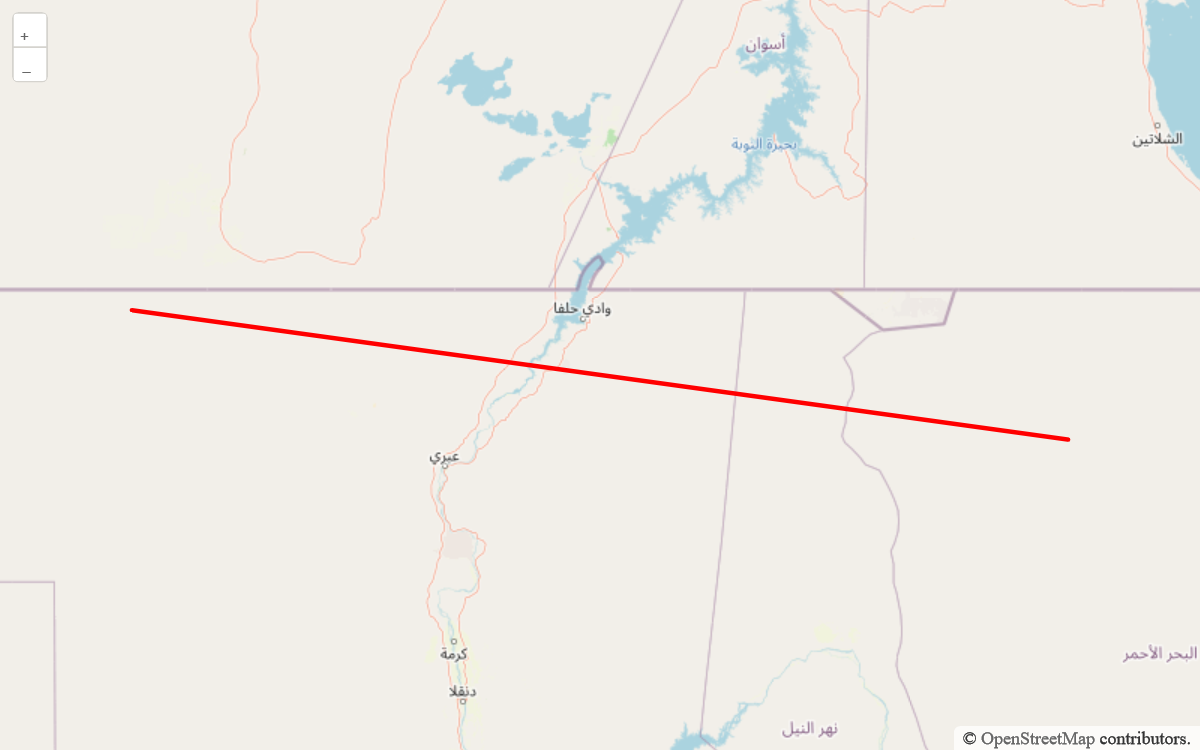 +
–
أسوان
الشلاتين
بحيرة النوبة
وادي حلفا
عبري
كرمة
البحر الأحمر
دنقلا
نهر النيل
© OpenStreetMap contributors.